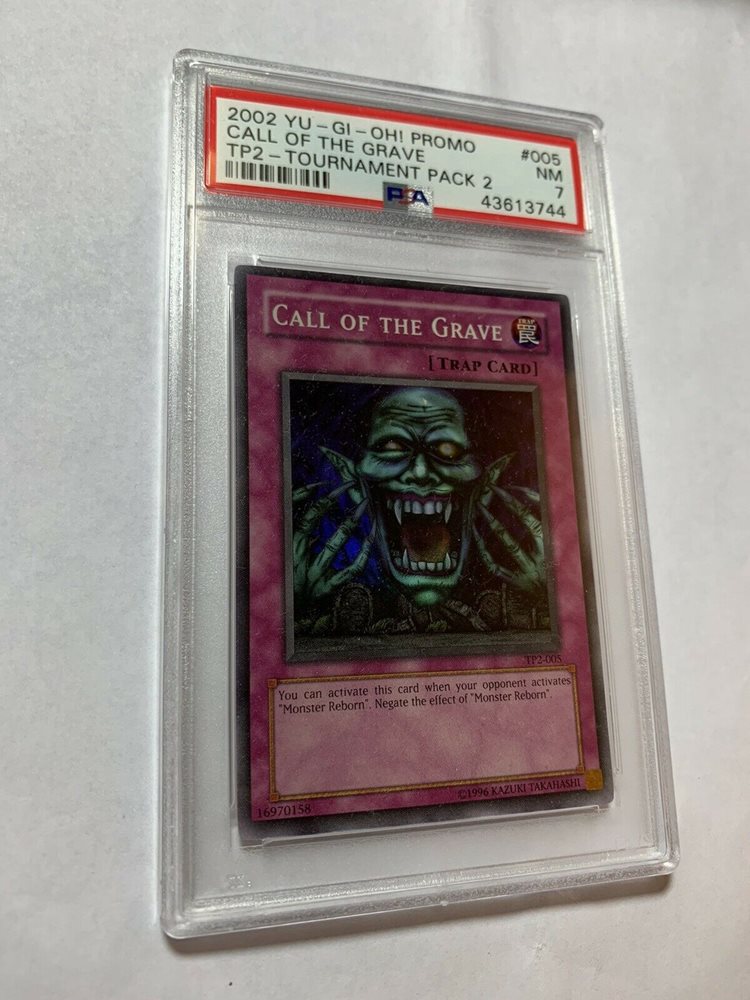 2002 YU-GI-OH! PROMO #005
CALL OF THE GRAVE NM
TP2-TOURNAMENT PACK 2 7
PSA 43613744
CALL OF THE GRAVE TRAP 罠
[TRAP CARD]
TP2-005
You can activate this card when your opponent activates
"Monster Reborn". Negate the effect of "Monster Reborn".
16970158 ©1996 KAZUKI TAKAHASHI